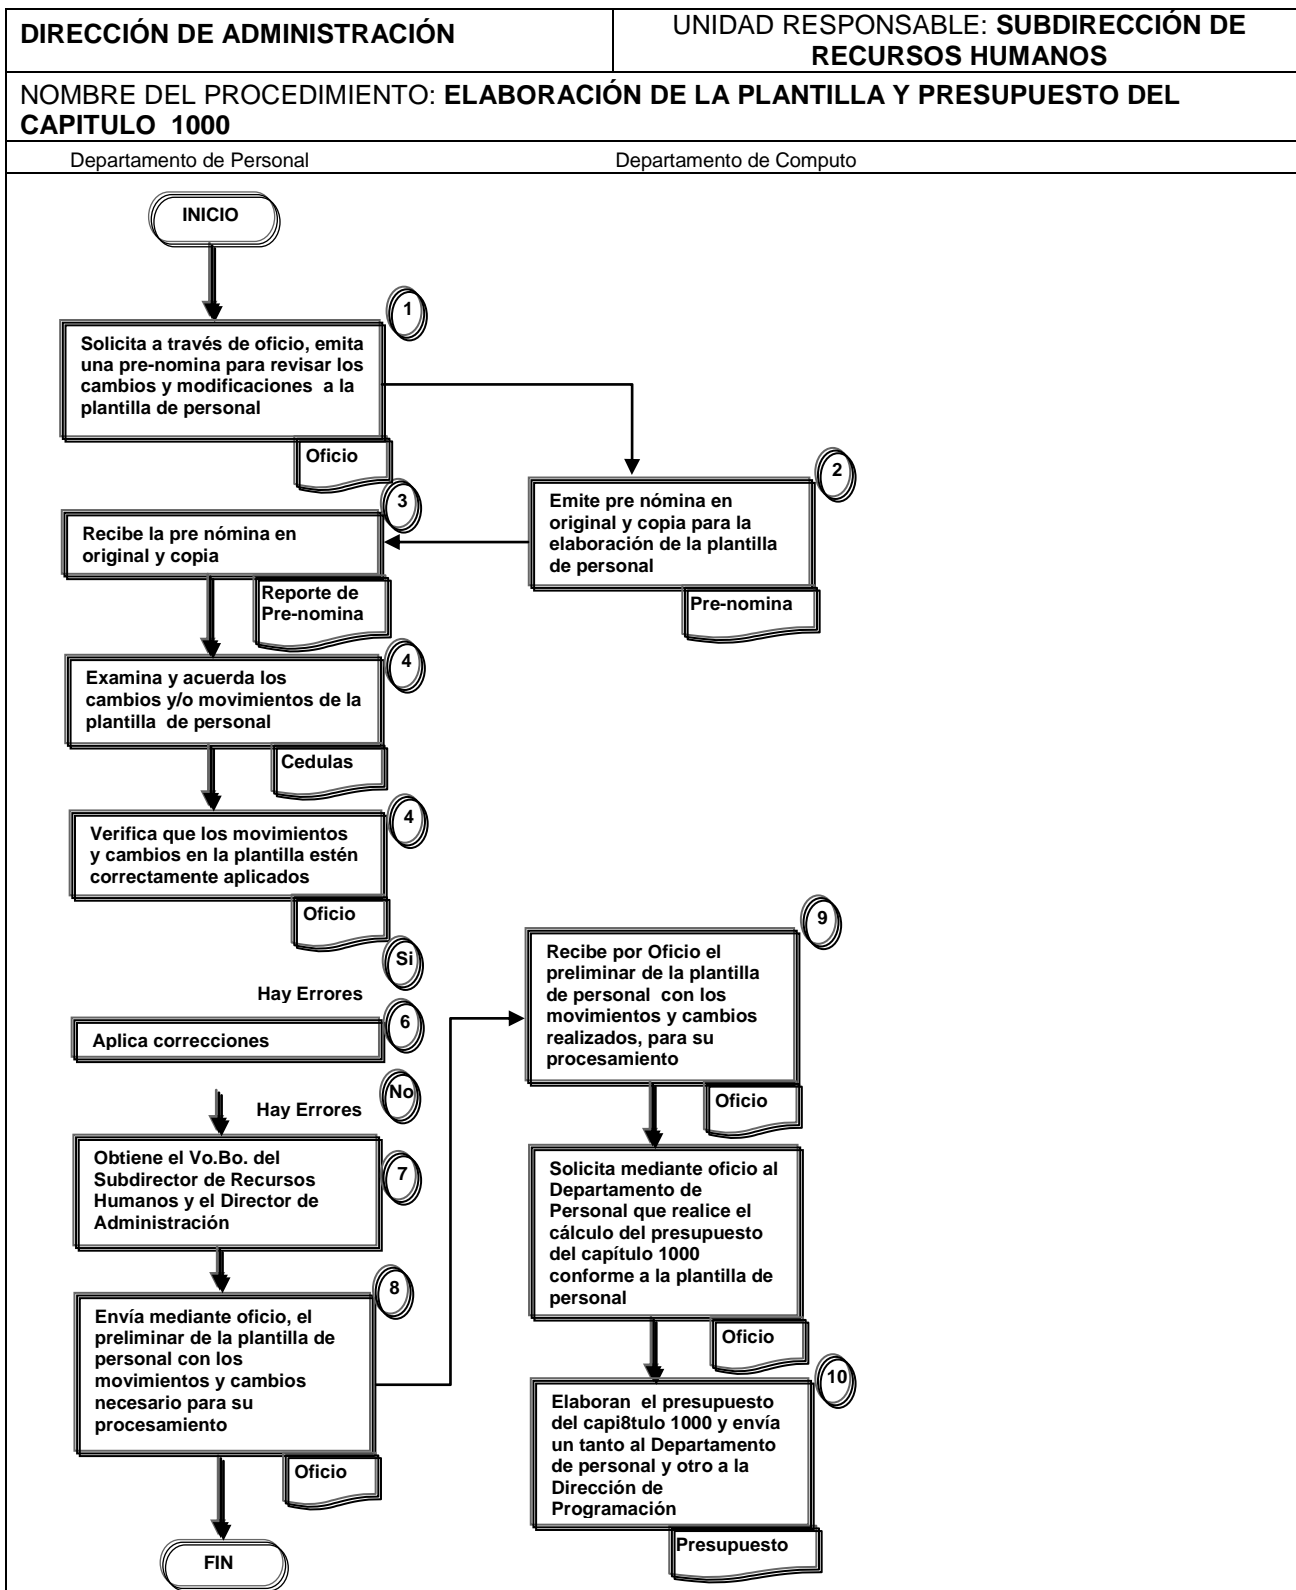 DIRECCIÓN DE ADMINISTRACIÓN
UNIDAD RESPONSABLE: SUBDIRECCIÓN DE
RECURSOS HUMANOS
NOMBRE DEL PROCEDIMIENTO: ELABORACIÓN DE LA PLANTILLA Y PRESUPUESTO DEL
CAPITULO 1000
Departamento de Personal
Departamento de Computo
INICIO
1
Solicita a través de oficio, emita
una pre-nomina para revisar los
cambios y modificaciones a la
plantilla de personal
Oficio
2
Emite pre nómina en
original y copia para la
elaboración de la plantilla
de personal
Pre-nomina
3
Recibe la pre nómina en
original y copia
Reporte de
Pre-nomina
4
Examina y acuerda los
cambios y/o movimientos de la
plantilla de personal
Cedulas
4
Verifica que los movimientos
y cambios en la plantilla estén
correctamente aplicados
Oficio
Si
Hay Errores
6
Aplica correcciones
No
Hay Errores
7
Obtiene el Vo.Bo. del
Subdirector de Recursos
Humanos y el Director de
Administración
8
Envía mediante oficio, el
preliminar de la plantilla de
personal con los
movimientos y cambios
necesario para su
procesamiento
Oficio
FIN
9
Recibe por Oficio el
preliminar de la plantilla
de personal con los
movimientos y cambios
realizados, para su
procesamiento
Oficio
Solicita mediante oficio al
Departamento de
Personal que realice el
cálculo del presupuesto
del capítulo 1000
conforme a la plantilla de
personal
Oficio
10
Elaboran el presupuesto
del capi8tulo 1000 y envía
un tanto al Departamento
de personal y otro a la
Dirección de
Programación
Presupuesto